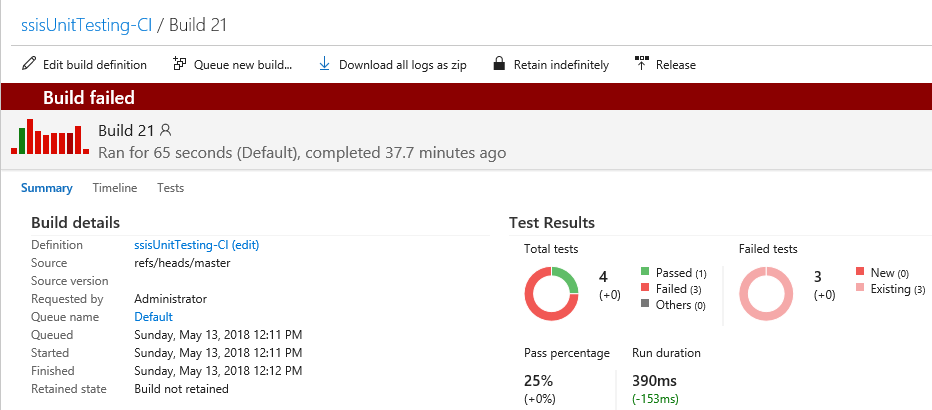 ssisUnitTesting-CI / Build 21
Edit build definition Queue new build... Download all logs as zip Retain indefinitely Release
Build failed
Build 21
Ran for 65 seconds (Default), completed 37.7 minutes ago
Summary Timeline Tests
Build details
Definition ssisUnitTesting-CI (edit)
Source refs/heads/master
Source version
Requested by Administrator
Queue name Default
Queued Sunday, May 13, 2018 12:11 PM
Started Sunday, May 13, 2018 12:11 PM
Finished Sunday, May 13, 2018 12:12 PM
Retained state Build not retained
Test Results
Total tests
4
(+0)
Passed (1)
Failed (3)
Others (0)
Failed tests
3
(+0)
New (0)
Existing (3)
Pass percentage
25%
(+0%)
Run duration
390ms
(-153ms)